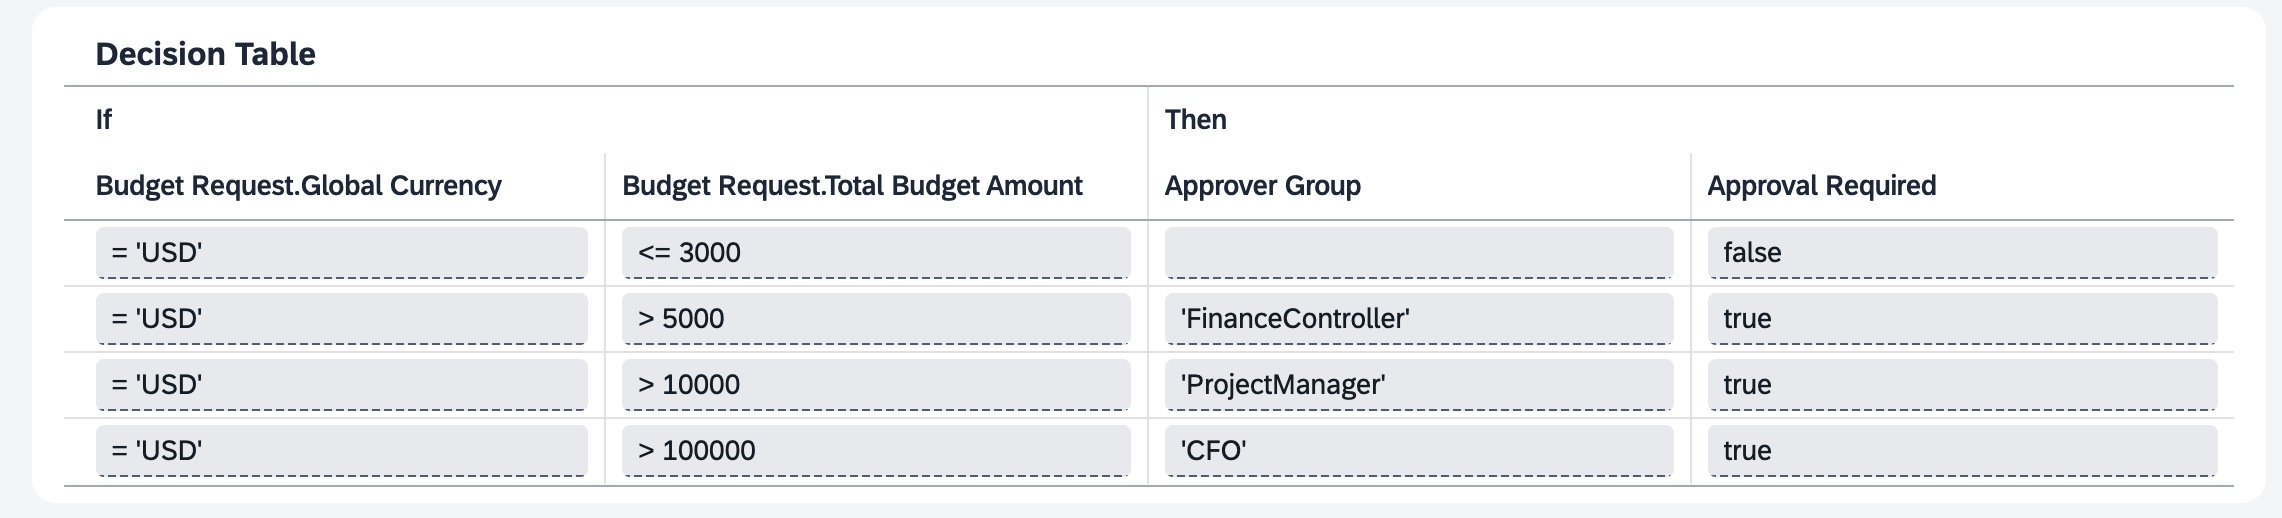 Decision Table
If Then
Budget Request.Global Currency Budget Request.Total Budget Amount Approver Group Approval Required
= 'USD' <= 3000 false
= 'USD' > 5000 'FinanceController' true
= 'USD' > 10000 'ProjectManager' true
= 'USD' > 100000 'CFO' true